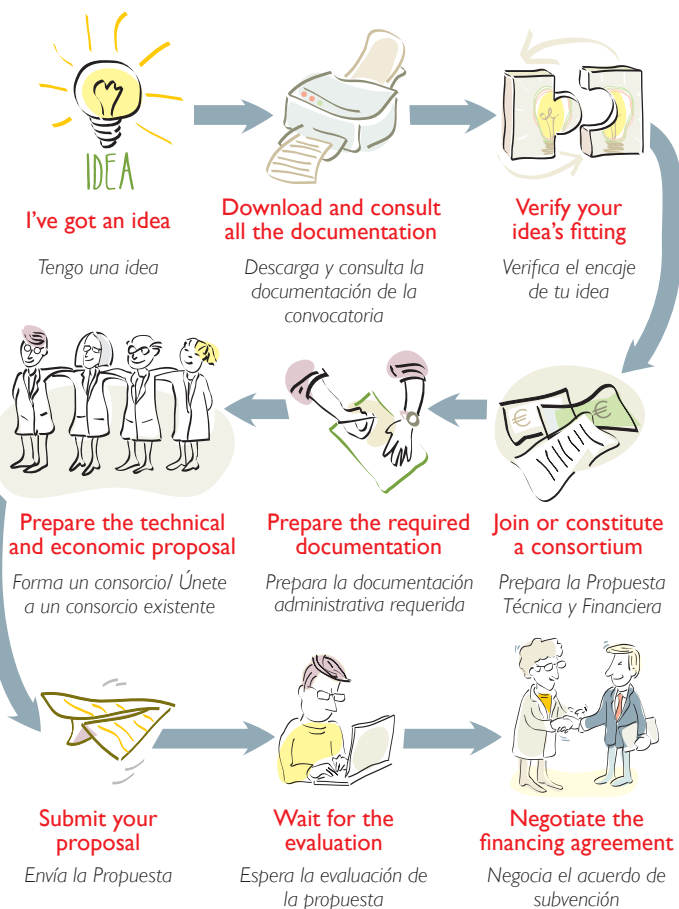 IDEA
I've got an idea
Tengo una idea
Download and consult
all the documentation
Descarga y consulta la
documentación de la
convocatoria
Verify your
idea's fitting
Verifica el encaje
de tu idea
€
€
Prepare the technical
and economic proposal
Forma un consorcio/ Únete
a un consorcio existente
Prepare the required
documentation
Prepara la documentación
administrativa requerida
Join or constitute
a consortium
Prepara la Propuesta
Técnica y Financiera
Submit your
proposal
Envía la Propuesta
Wait for the
evaluation
Espera la evaluación de
la propuesta
Negotiate the
financing agreement
Negocia el acuerdo de
subvención